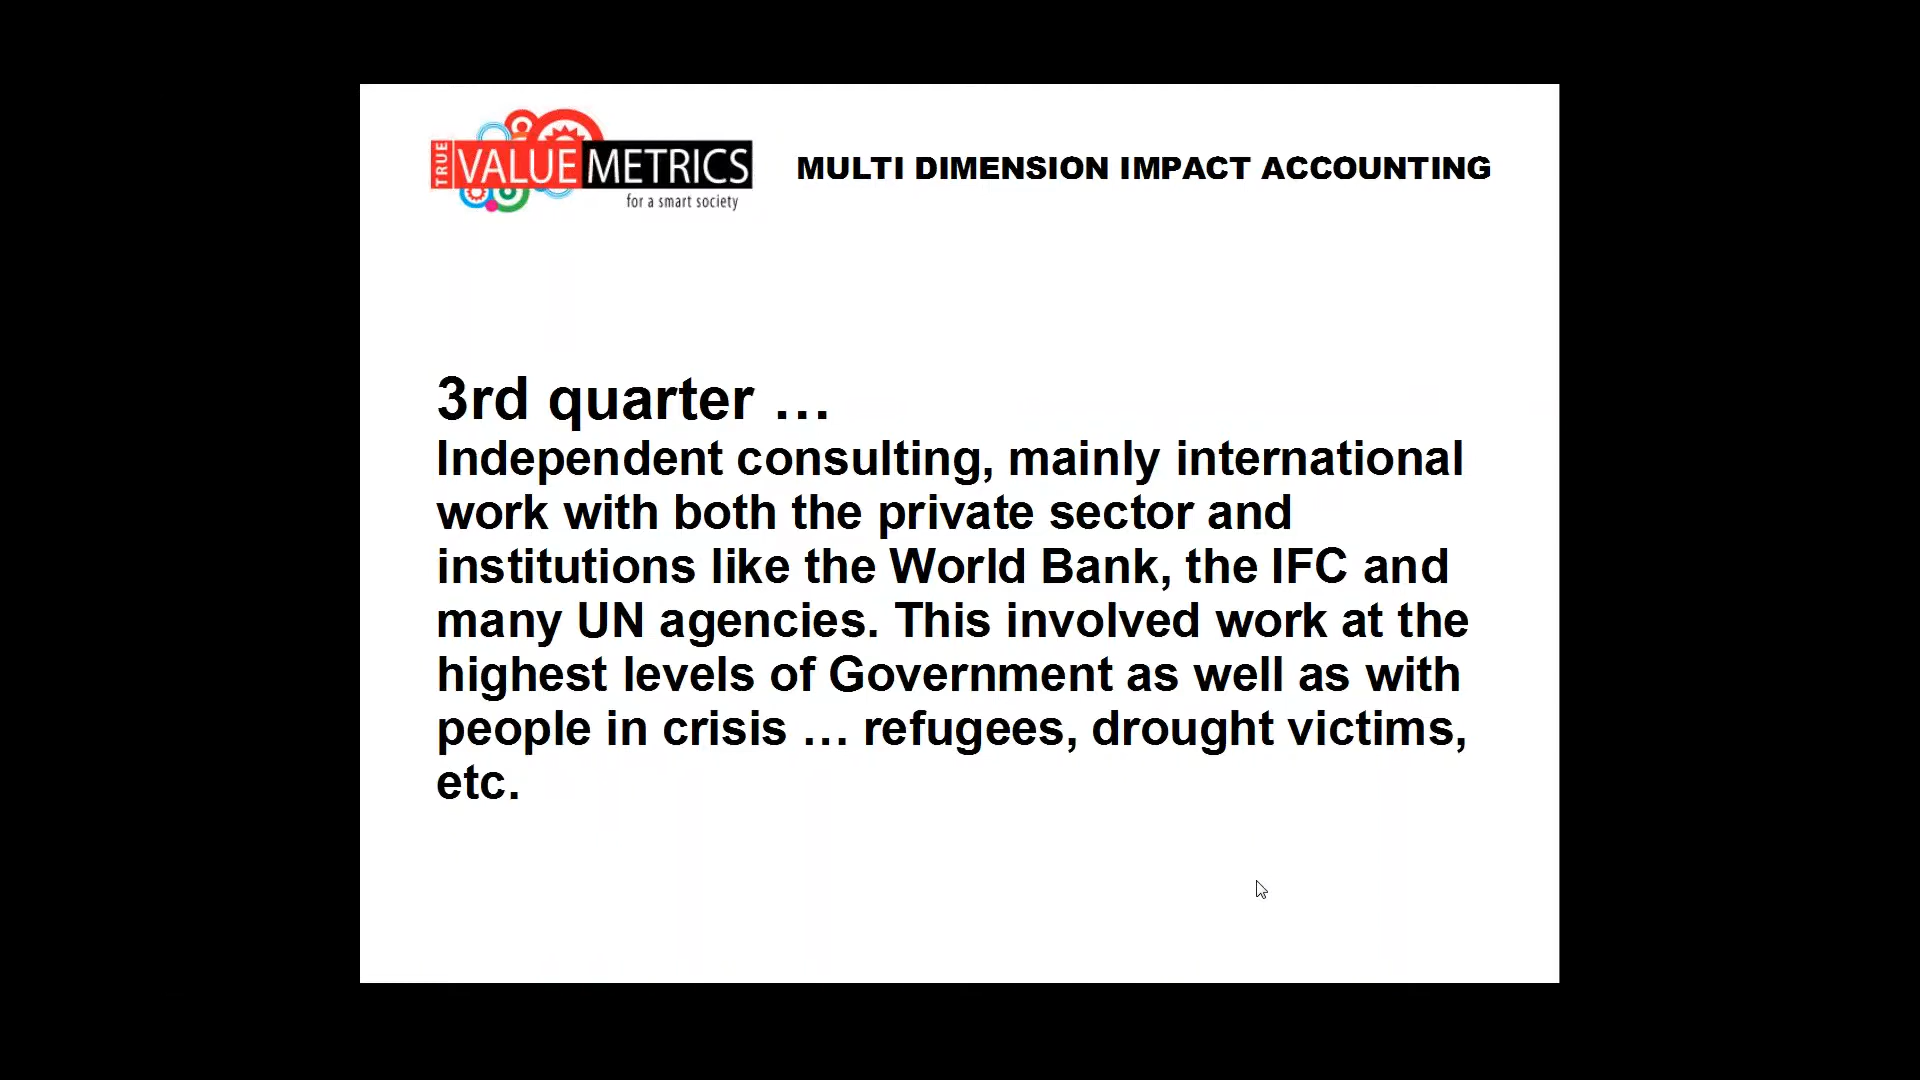 TRUE VALUE METRICS
for a smart society
MULTI DIMENSION IMPACT ACCOUNTING
3rd quarter …
Independent consulting, mainly international
work with both the private sector and
institutions like the World Bank, the IFC and
many UN agencies. This involved work at the
highest levels of Government as well as with
people in crisis … refugees, drought victims,
etc.